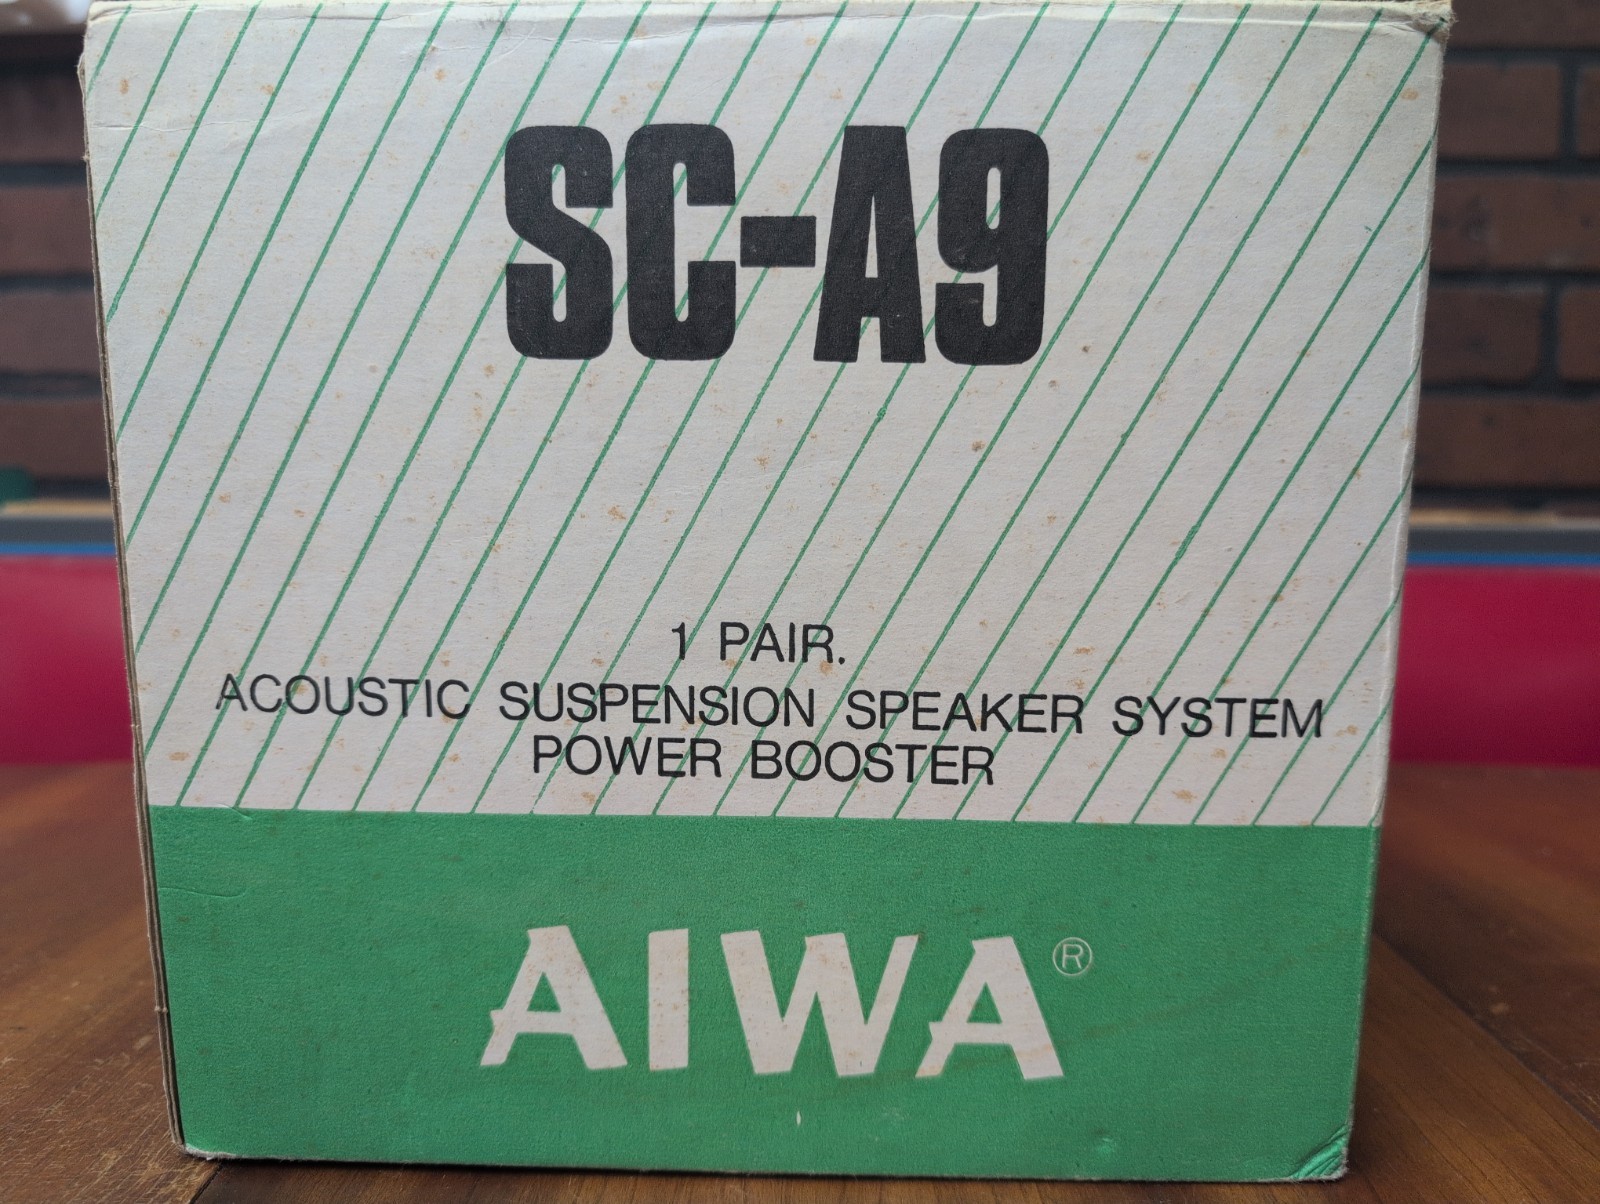 SC-A9
1 PAIR.
ACOUSTIC SUSPENSION SPEAKER SYSTEM
POWER BOOSTER
AIWA®